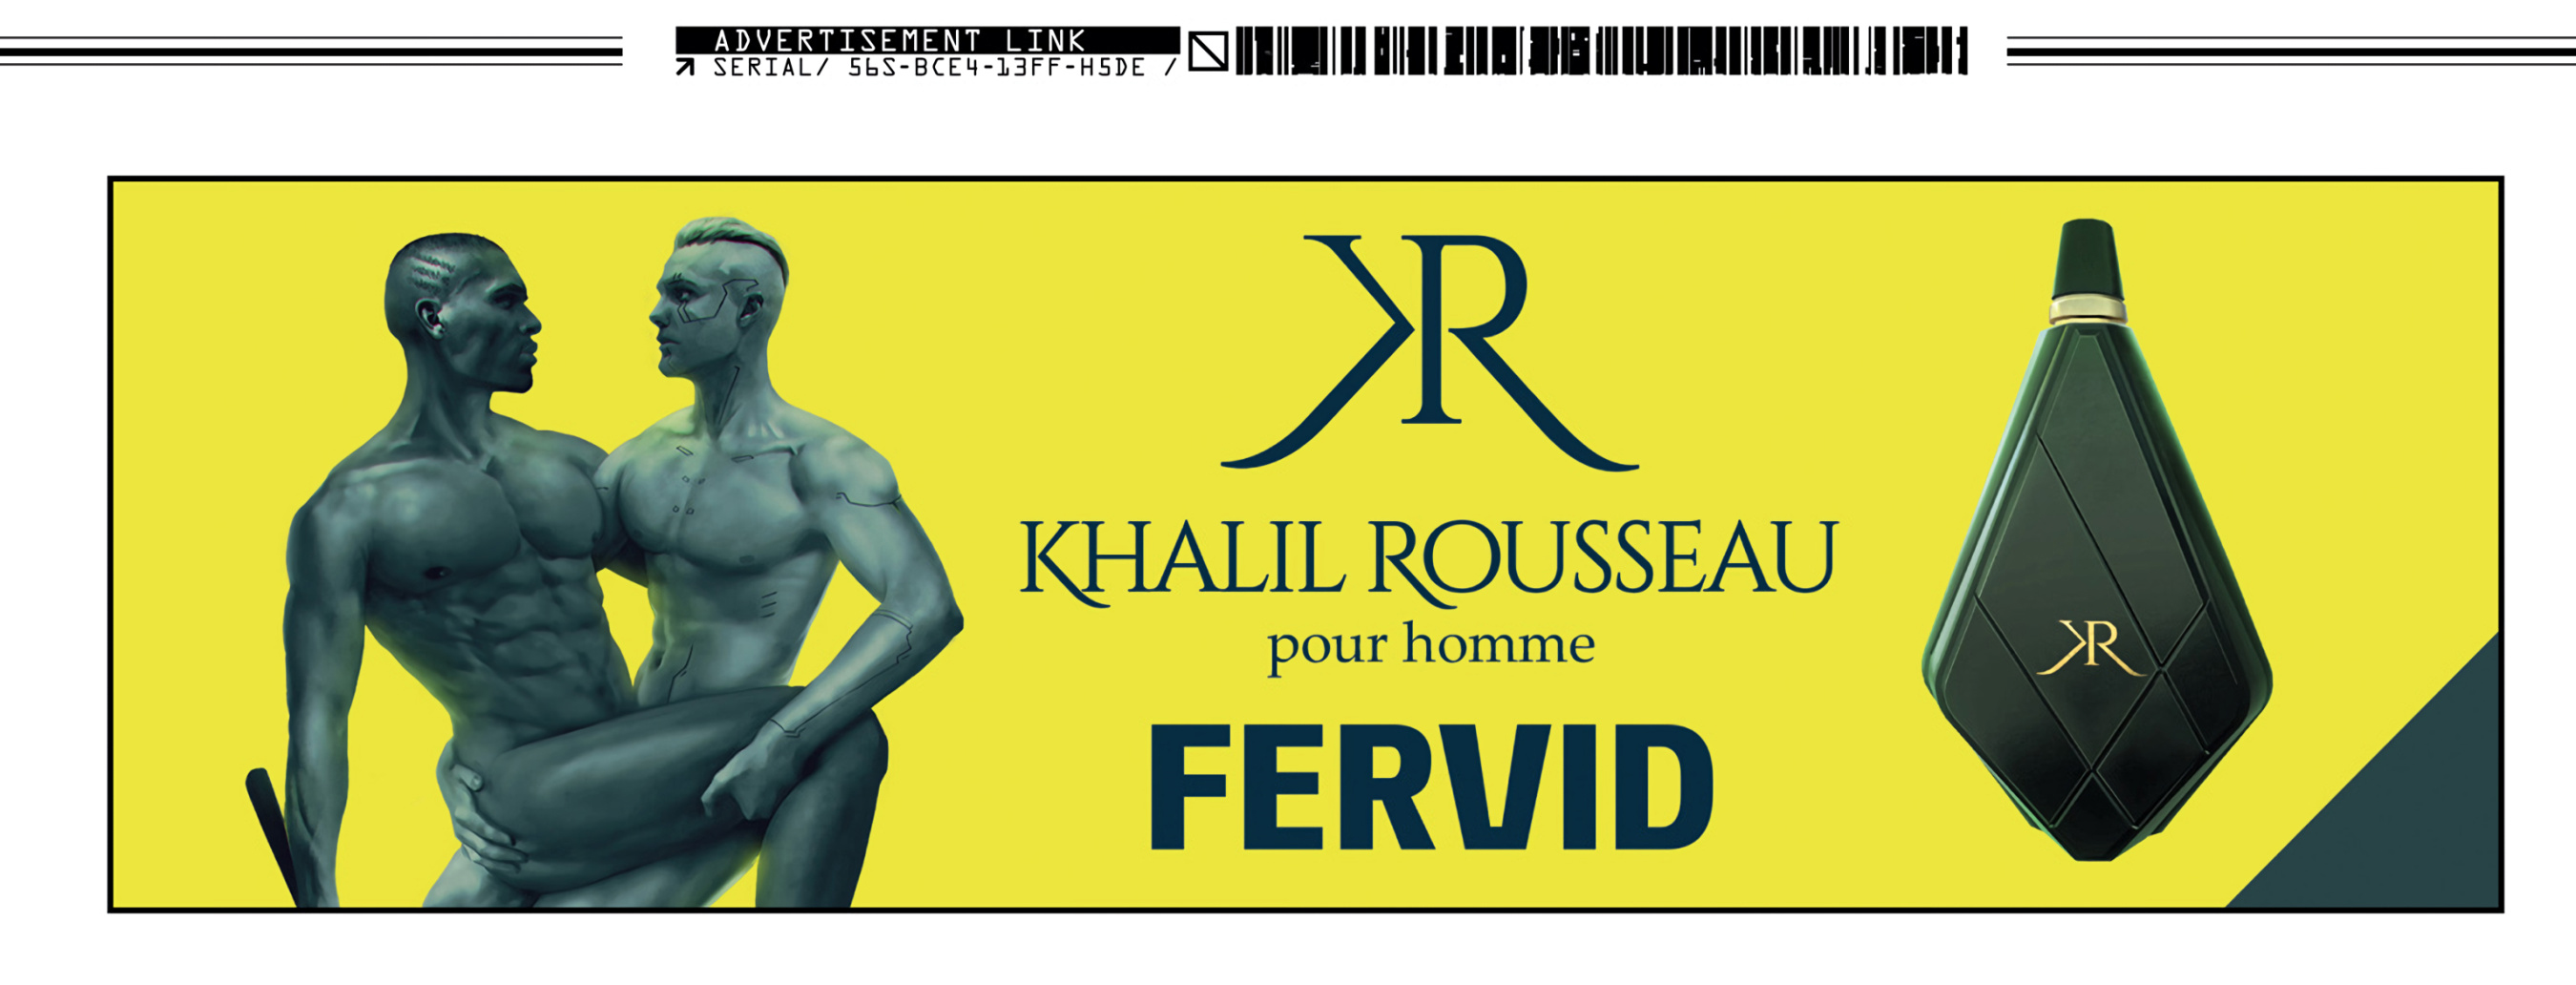 ADVERTISEMENT LINK
SERIAL/ 56S-BCE4-13FF-H5DE /
KR
KHALIL ROUSSEAU
pour homme
FERVID
KR